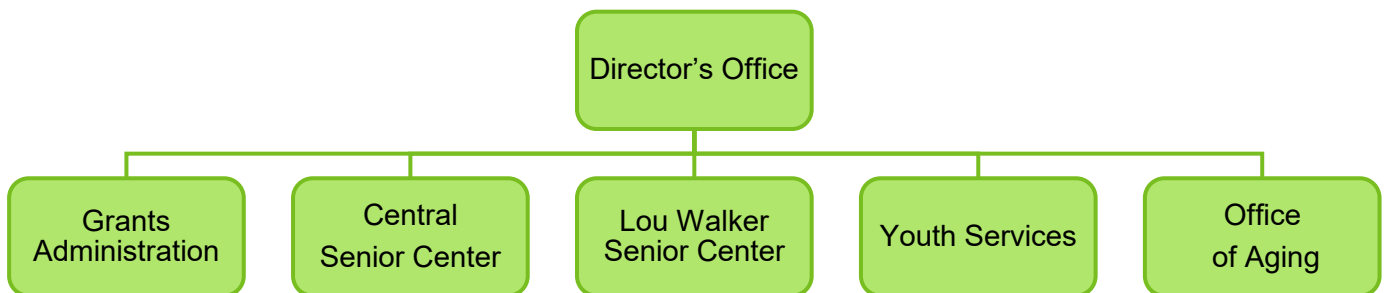 Director’s Office
Grants
Administration
Central
Senior Center
Lou Walker
Senior Center
Youth Services
Office
of Aging